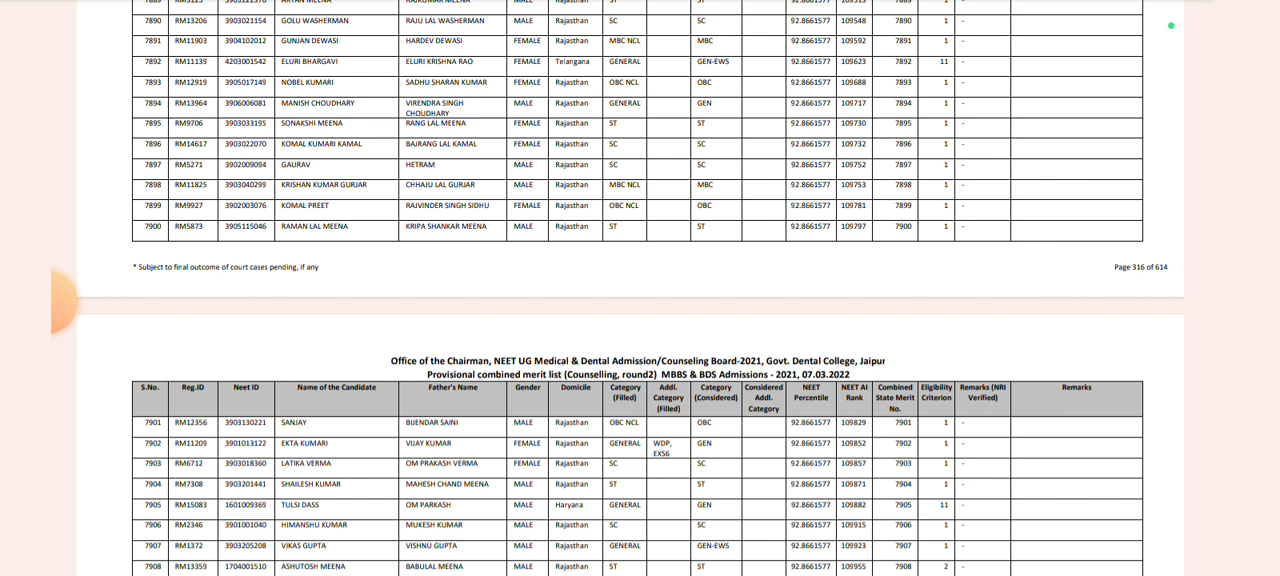 7890 RM13206 3903021154 GOLU WASHERMAN RAJU LAL WASHERMAN MALE Rajasthan SC SC 92.8661577 109548 7890 1 -
7891 RM11903 3904102012 GUNJAN DEWASI HARDEV DEWASI FEMALE Rajasthan MBC NCL MBC 92.8661577 109592 7891 1 -
7892 RM11139 4203001542 ELURI BHARGAVI ELURI KRISHNA RAO FEMALE Telangana GENERAL GEN-EWS 92.8661577 109623 7892 11 -
7893 RM12919 3905017149 NOBEL KUMARI SADHU SHARAN KUMAR FEMALE Rajasthan OBC NCL OBC 92.8661577 109688 7893 1 -
7894 RM13964 3906006081 MANISH CHOUDHARY VIRENDRA SINGH MALE Rajasthan GENERAL GEN 92.8661577 109717 7894 1 -
CHOUDHARY
7895 RM9706 3903033195 SONAKSHI MEENA RANG LAL MEENA FEMALE Rajasthan ST ST 92.8661577 109730 7895 1 -
7896 RM14617 3903022070 KOMAL KUMARI KAMAL BAJRANG LAL KAMAL FEMALE Rajasthan SC SC 92.8661577 109732 7896 1 -
7897 RM5271 3902009094 GAURAV HETRAM MALE Rajasthan SC SC 92.8661577 109752 7897 1 -
7898 RM11825 3903040299 KRISHAN KUMAR GURJAR CHHAJU LAL GURJAR MALE Rajasthan MBC NCL MBC 92.8661577 109753 7898 1 -
7899 RM9927 3902003076 KOMAL PREET RAJVINDER SINGH SIDHU FEMALE Rajasthan OBC NCL OBC 92.8661577 109781 7899 1 -
7900 RM5873 3905115046 RAMAN LAL MEENA KRIPA SHANKAR MEENA MALE Rajasthan ST ST 92.8661577 109797 7900 1 -
* Subject to final outcome of court cases pending, if any Page 316 of 614
Office of the Chairman, NEET UG Medical & Dental Admission/Counseling Board-2021, Govt. Dental College, Jaipur
Provisional combined merit list (Counselling, round2) MBBS & BDS Admissions - 2021, 07.03.2022
S.No. Reg.ID Neet ID Name of the Candidate Father's Name Gender Domicile Category Addl. Category Considered NEET NEET AI Combined Eligibility Remarks (NRI Remarks
(Filled) Category (Considered) Addl. Percentile Rank State Merit Criterion Verified)
(Filled) Category No.
7901 RM12356 3903130221 SANJAY BIJENDAR SAINI MALE Rajasthan OBC NCL OBC 92.8661577 109829 7901 1 -
7902 RM11209 3901013122 EKTA KUMARI VIJAY KUMAR FEMALE Rajasthan GENERAL WDP, GEN 92.8661577 109852 7902 1 -
EXS6
7903 RM6712 3903018360 LATIKA VERMA OM PRAKASH VERMA FEMALE Rajasthan SC SC 92.8661577 109857 7903 1 -
7904 RM7308 3903201441 SHAILESH KUMAR MAHESH CHAND MEENA MALE Rajasthan ST ST 92.8661577 109871 7904 1 -
7905 RM15083 1601009369 TULSI DASS OM PARKASH MALE Haryana GENERAL GEN 92.8661577 109882 7905 11 -
7906 RM2346 3901001040 HIMANSHU KUMAR MUKESH KUMAR MALE Rajasthan SC SC 92.8661577 109915 7906 1 -
7907 RM1372 3903205208 VIKAS GUPTA VISHNU GUPTA MALE Rajasthan GENERAL GEN-EWS 92.8661577 109923 7907 1 -
7908 RM13359 1704001510 ASHUTOSH MEENA BABULAL MEENA MALE Rajasthan ST ST 92.8661577 109955 7908 2 -